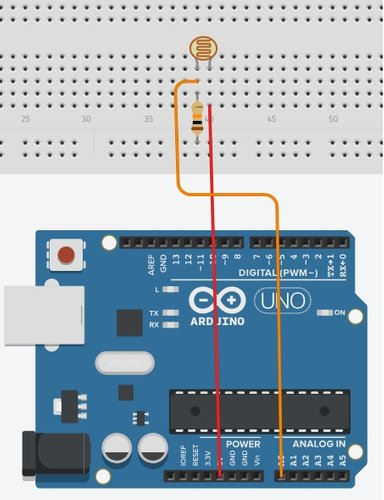 25 30 35 40 45 50
AREF
GND
13
12
~11
~9
8
7
~6
~5
4
~3
2
TX→1
RX←0
DIGITAL (PWM~)
L
TX
RX
ARDUINO
UNO
ON
POWER
ANALOG IN
IOREF
RESET
3.3V
GND
GND
Vin
A0
A1
A2
A3
A4
A5